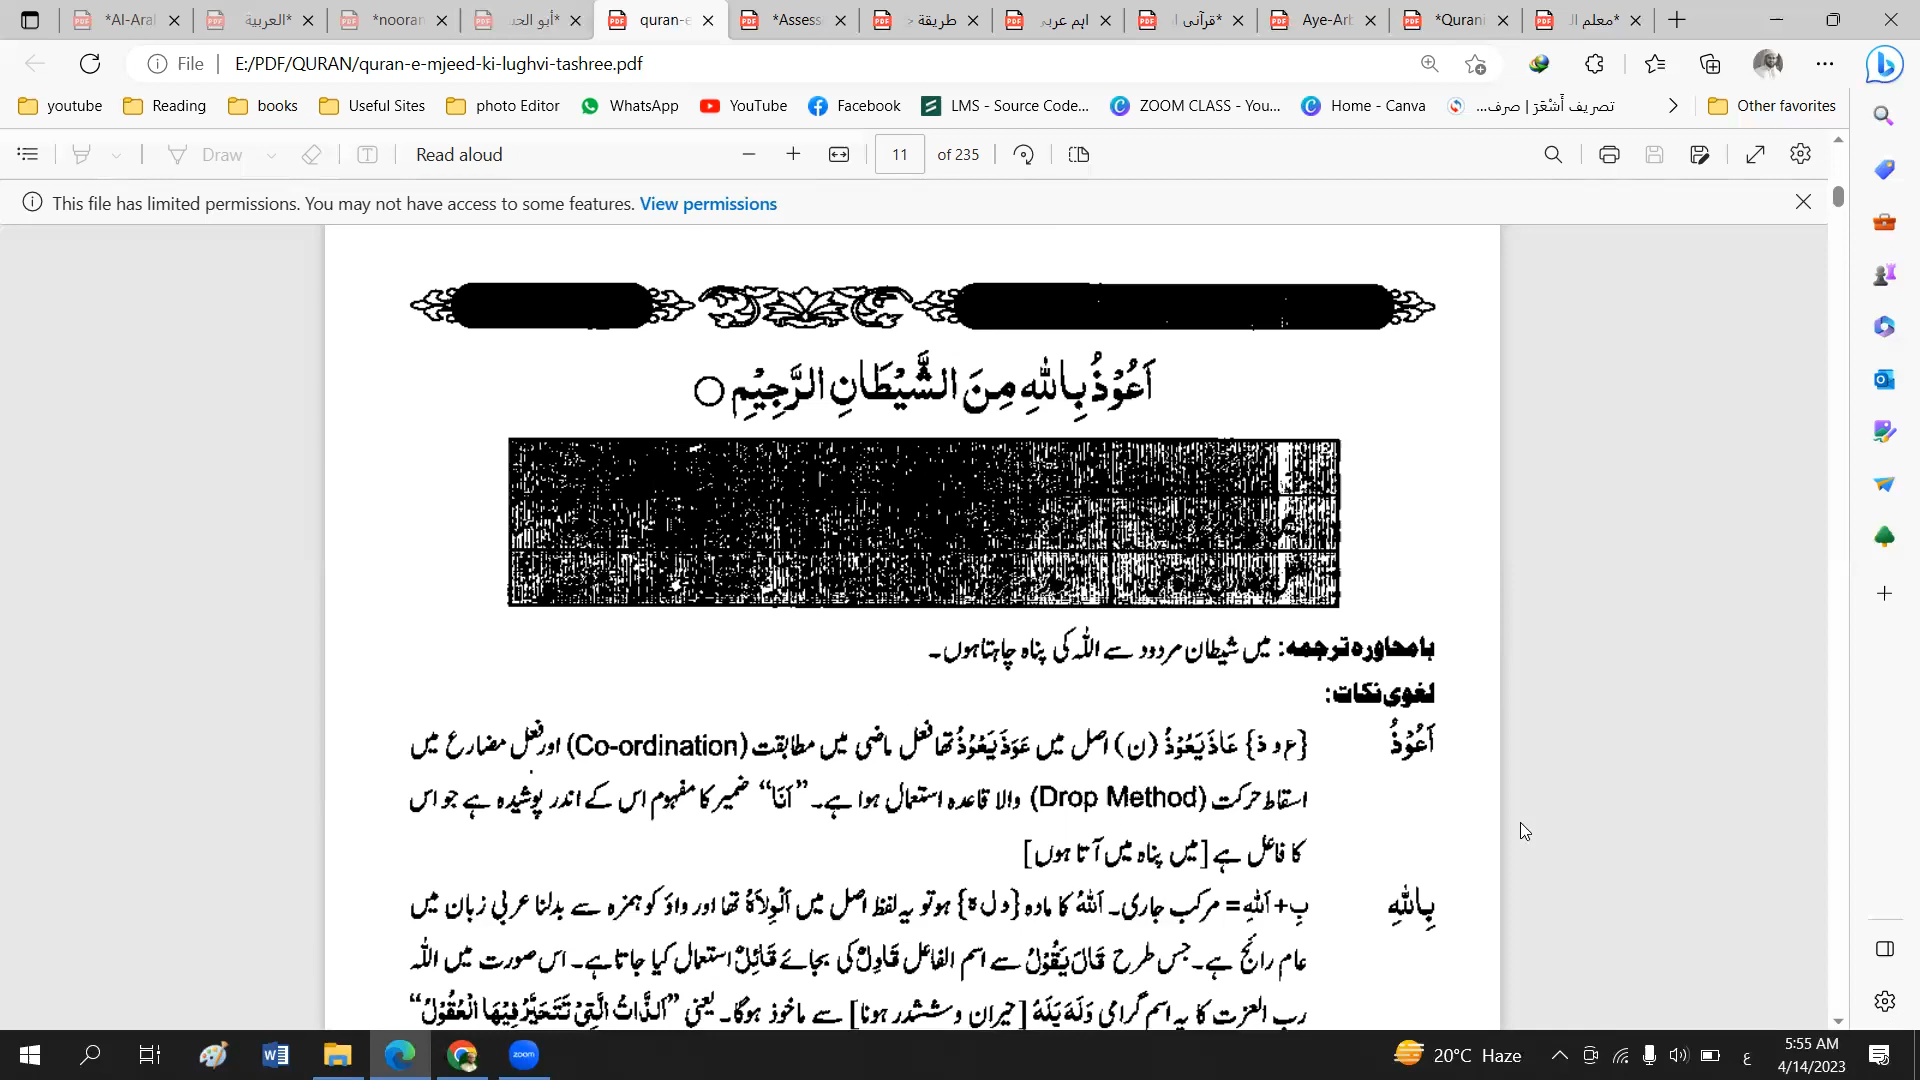 *Al-Aral
*العربية
*nooran
*أبو الحس
quran-e
*Assess
طريقة ج
اہم عربی
Aye-Arb
*Qurani
*معلم ال
File
E:/PDF/QURAN/quran-e-mjeed-ki-lughvi-tashree.pdf
youtube
Reading
books
Useful Sites
photo Editor
WhatsApp
YouTube
Facebook
LMS - Source Code...
ZOOM CLASS - You...
Home - Canva
تصريف أَشْعَرَ | صرف...
Other favorites
Draw
Read aloud
11
of 235
This file has limited permissions. You may not have access to some features. View permissions
اَعُوْذُ بِاللّٰهِ مِنَ الشَّيْطَانِ الرَّجِيْمِ
بامحاورہ ترجمہ: میں شیطان مردود سے اللہ کی پناہ چاہتا ہوں۔
لغوی نکات:
اَعُوْذُ {ع و ذ} عَاذَ يَعُوْذُ (ن) اصل میں عَوَذَ يَعْوُذُ تھا فعل ماضی میں مطابقت (Co-ordination) اور فعل مضارع میں
اسقاط حرکت (Drop Method) والا قاعدہ استعمال ہوا ہے۔ ”اَنَا“ ضمیر کا مفہوم اس کے اندر پوشیدہ ہے جو اس
کا فاعل ہے [میں پناہ میں آتا ہوں]
بِاللّٰهِ بِ + اَللّٰهِ = مرکب جاری۔ اَللّٰهُ کا مادہ {و ل ہ} ہو تو یہ لفظ اصل میں اَلْوِلَاهُ تھا اور واؤ کو ہمزہ سے بدلنا عربی زبان میں
عام رائج ہے۔ جس طرح قَالَ يَقُوْلُ سے اسم الفاعل قَاوِلٌ کی بجائے قَائِلٌ استعمال کیا جاتا ہے۔ اس صورت میں اللہ
رب العزت کا یہ اسم گرامی وَلَهَ يَلَهُ [حیران و ششدر ہونا] سے ماخوذ ہوگا۔ یعنی ”اَلذَّاتُ الَّتِيْ تَتَحَيَّرُ فِيْهَا الْعُقُوْلُ“
zoom
20°C Haze
ع
5:55 AM
4/14/2023